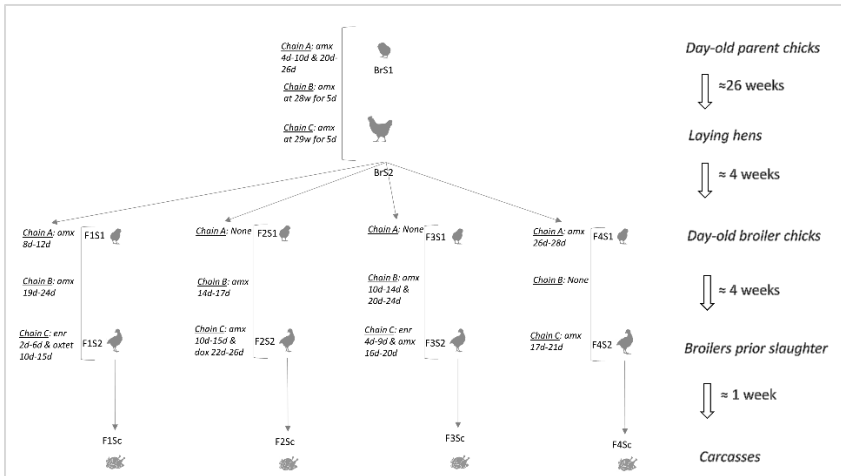 Chain A: amx
4d-10d & 20d-
26d
BrS1
Chain B: amx
at 28w for 5d
Chain C: amx
at 29w for 5d
BrS2
Day-old parent chicks
≈26 weeks
Laying hens
≈ 4 weeks
Chain A: amx
8d-12d
F1S1
Chain B: amx
19d-24d
Chain C: enr
2d-6d & oxtet
10d-15d
F1S2
F1Sc
Chain A: None
F2S1
Chain B: amx
14d-17d
Chain C: amx
10d-15d &
dox 22d-26d
F2S2
F2Sc
Chain A: None
F3S1
Chain B: amx
10d-14d &
20d-24d
Chain C: enr
4d-9d & amx
16d-20d
F3S2
F3Sc
Chain A: amx
26d-28d
F4S1
Chain B: None
Chain C: amx
17d-21d
F4S2
F4Sc
Day-old broiler chicks
≈ 4 weeks
Broilers prior slaughter
≈ 1 week
Carcasses